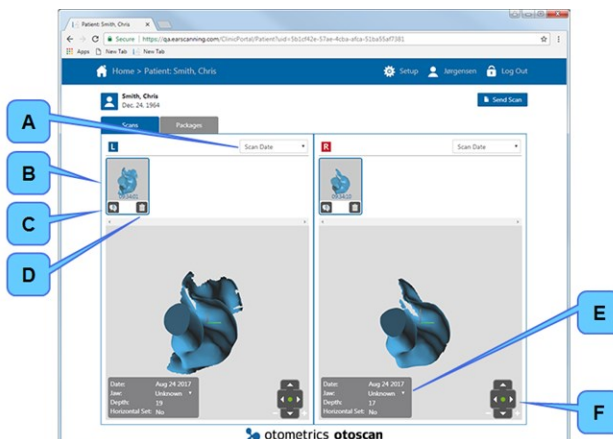 Patient: Smith, Chris
Secure
https://qa.earscanning.com/ClinicPortal/Patient?uid=5b1cf42e-57ae-4cba-afca-51ba55af7381
Apps New Tab New Tab
Home > Patient: Smith, Chris
Setup Jørgensen Log Out
Smith, Chris
Dec. 24, 1964
Send Scan
Scans Packages
A
L Scan Date
R Scan Date
B
C
D
E
F
Date: Aug 24 2017
Jaw: Unknown
Depth: 19
Horizontal Set: No
Date: Aug 24 2017
Jaw: Unknown
Depth: 17
Horizontal Set: No
otometrics otoscan